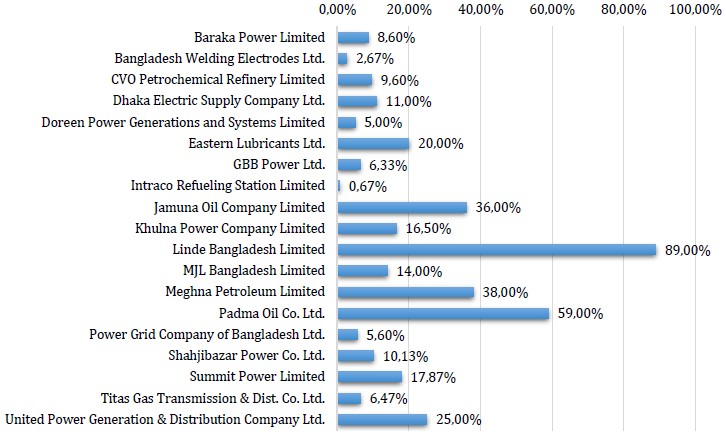 0,00% 20,00% 40,00% 60,00% 80,00% 100,00%
Baraka Power Limited 8,60%
Bangladesh Welding Electrodes Ltd. 2,67%
CVO Petrochemical Refinery Limited 9,60%
Dhaka Electric Supply Company Ltd. 11,00%
Doreen Power Generations and Systems Limited 5,00%
Eastern Lubricants Ltd. 20,00%
GBB Power Ltd. 6,33%
Intraco Refueling Station Limited 0,67%
Jamuna Oil Company Limited 36,00%
Khulna Power Company Limited 16,50%
Linde Bangladesh Limited 89,00%
MJL Bangladesh Limited 14,00%
Meghna Petroleum Limited 38,00%
Padma Oil Co. Ltd. 59,00%
Power Grid Company of Bangladesh Ltd. 5,60%
Shahjibazar Power Co. Ltd. 10,13%
Summit Power Limited 17,87%
Titas Gas Transmission & Dist. Co. Ltd. 6,47%
United Power Generation & Distribution Company Ltd. 25,00%